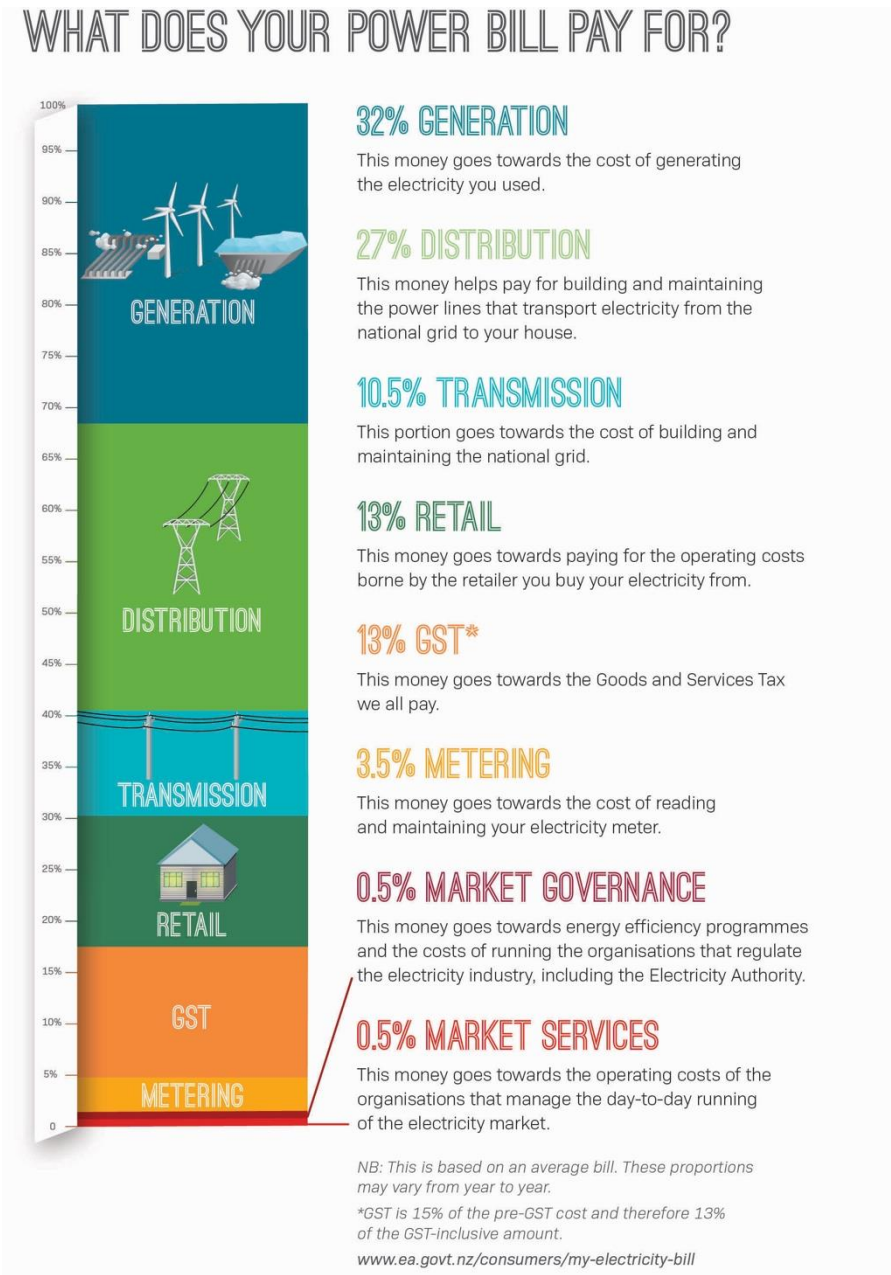 WHAT DOES YOUR POWER BILL PAY FOR?
100%
95%
90%
85%
80%
75%
70%
65%
60%
55%
50%
45%
40%
35%
30%
25%
20%
15%
10%
5%
0
GENERATION
DISTRIBUTION
TRANSMISSION
RETAIL
GST
METERING
32% GENERATION
This money goes towards the cost of generating
the electricity you used.
27% DISTRIBUTION
This money helps pay for building and maintaining
the power lines that transport electricity from the
national grid to your house.
10.5% TRANSMISSION
This portion goes towards the cost of building and
maintaining the national grid.
13% RETAIL
This money goes towards paying for the operating costs
borne by the retailer you buy your electricity from.
13% GST*
This money goes towards the Goods and Services Tax
we all pay.
3.5% METERING
This money goes towards the cost of reading
and maintaining your electricity meter.
0.5% MARKET GOVERNANCE
This money goes towards energy efficiency programmes
and the costs of running the organisations that regulate
the electricity industry, including the Electricity Authority.
0.5% MARKET SERVICES
This money goes towards the operating costs of the
organisations that manage the day-to-day running
of the electricity market.
NB: This is based on an average bill. These proportions
may vary from year to year.
*GST is 15% of the pre-GST cost and therefore 13%
of the GST-inclusive amount.
www.ea.govt.nz/consumers/my-electricity-bill